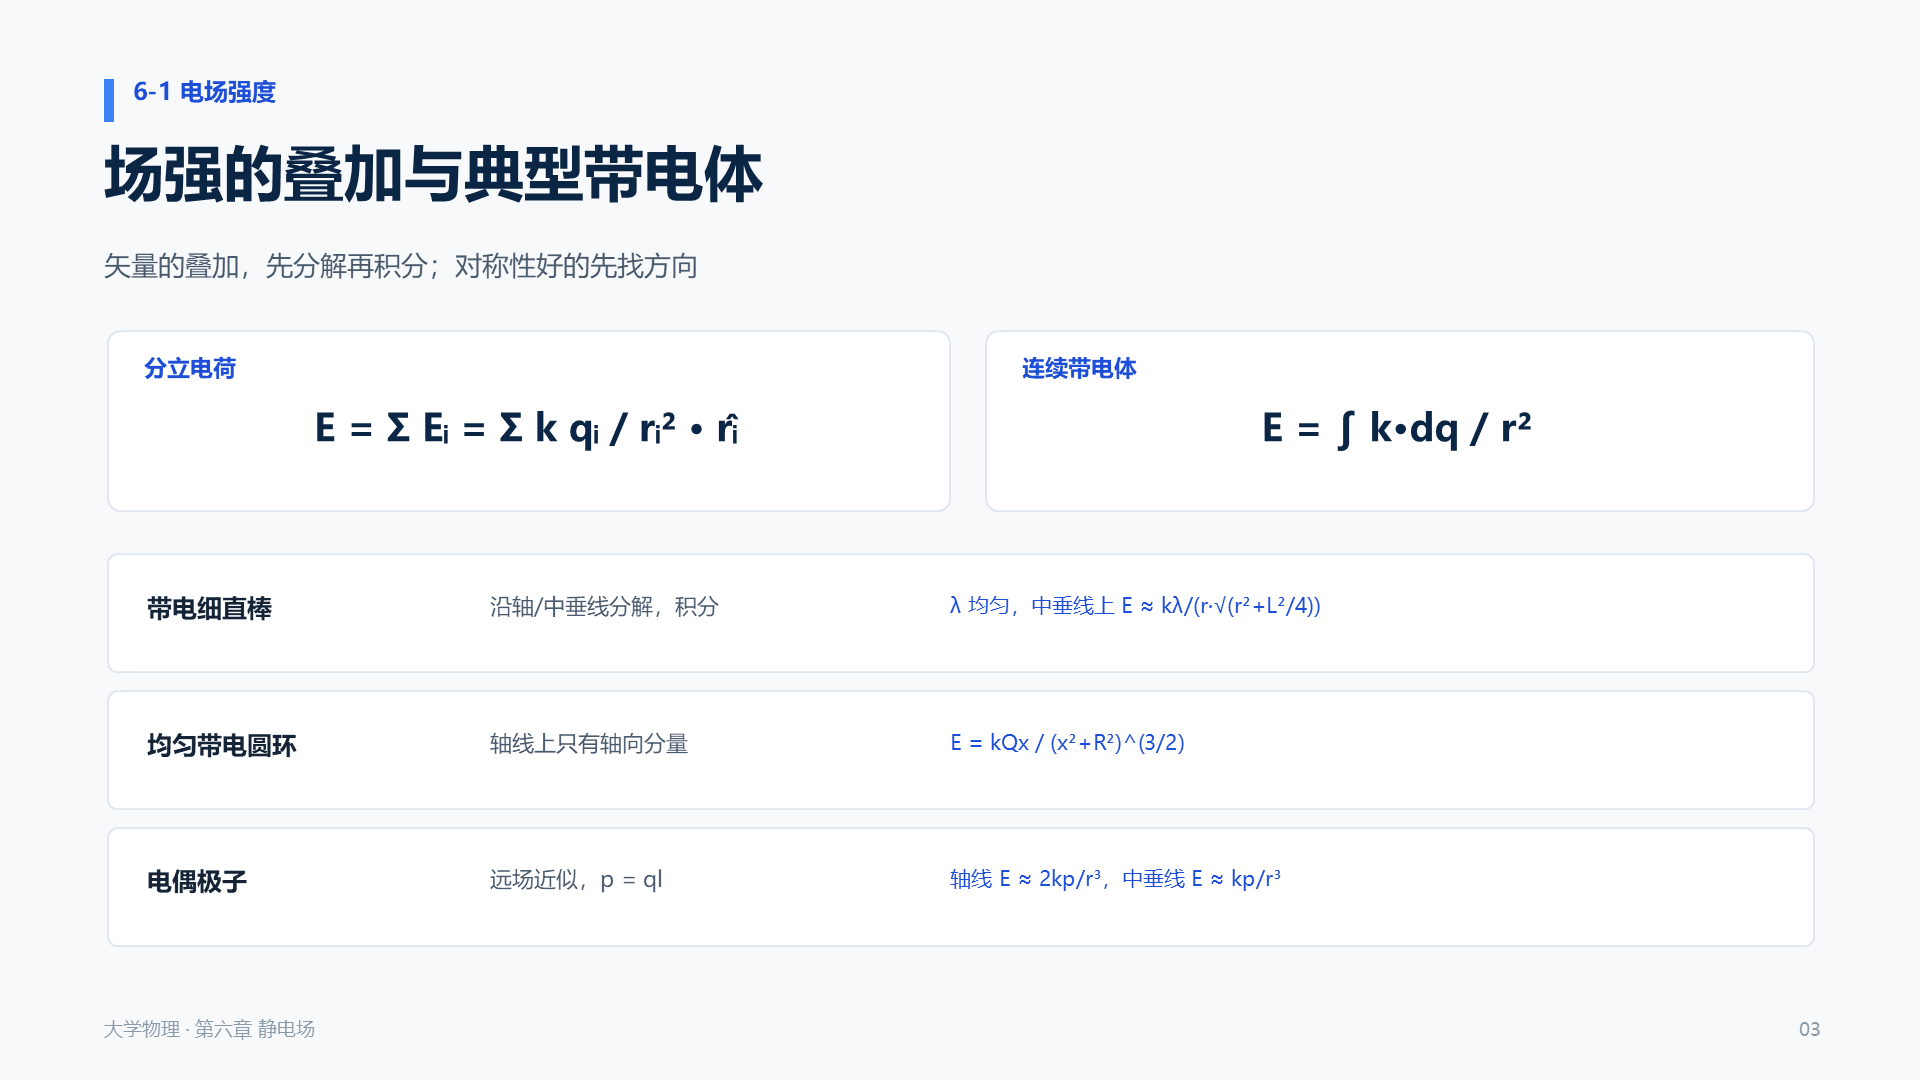 6-1 电场强度
场强的叠加与典型带电体
矢量的叠加，先分解再积分；对称性好的先找方向
分立电荷
E = Σ Eᵢ = Σ k qᵢ / rᵢ² • r̂ᵢ
连续带电体
E = ∫ k•dq / r²
带电细直棒
沿轴/中垂线分解，积分
λ 均匀，中垂线上 E ≈ kλ/(r·√(r²+L²/4))
均匀带电圆环
轴线上只有轴向分量
E = kQx / (x²+R²)^(3/2)
电偶极子
远场近似，p = ql
轴线 E ≈ 2kp/r³，中垂线 E ≈ kp/r³
大学物理 · 第六章 静电场
03